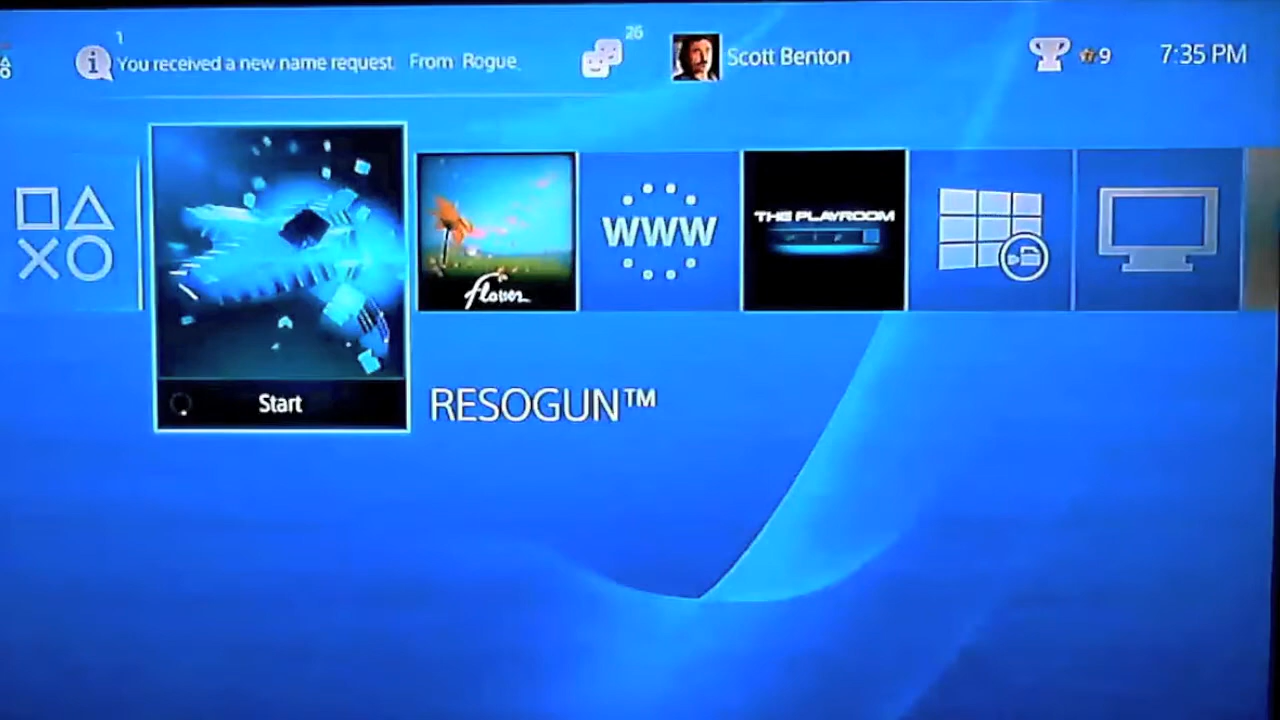 1
You received a new name request. From Rogue
26
Scott Benton
9
7:35 PM
flower
WWW
THE PLAYROOM
Start
RESOGUN™